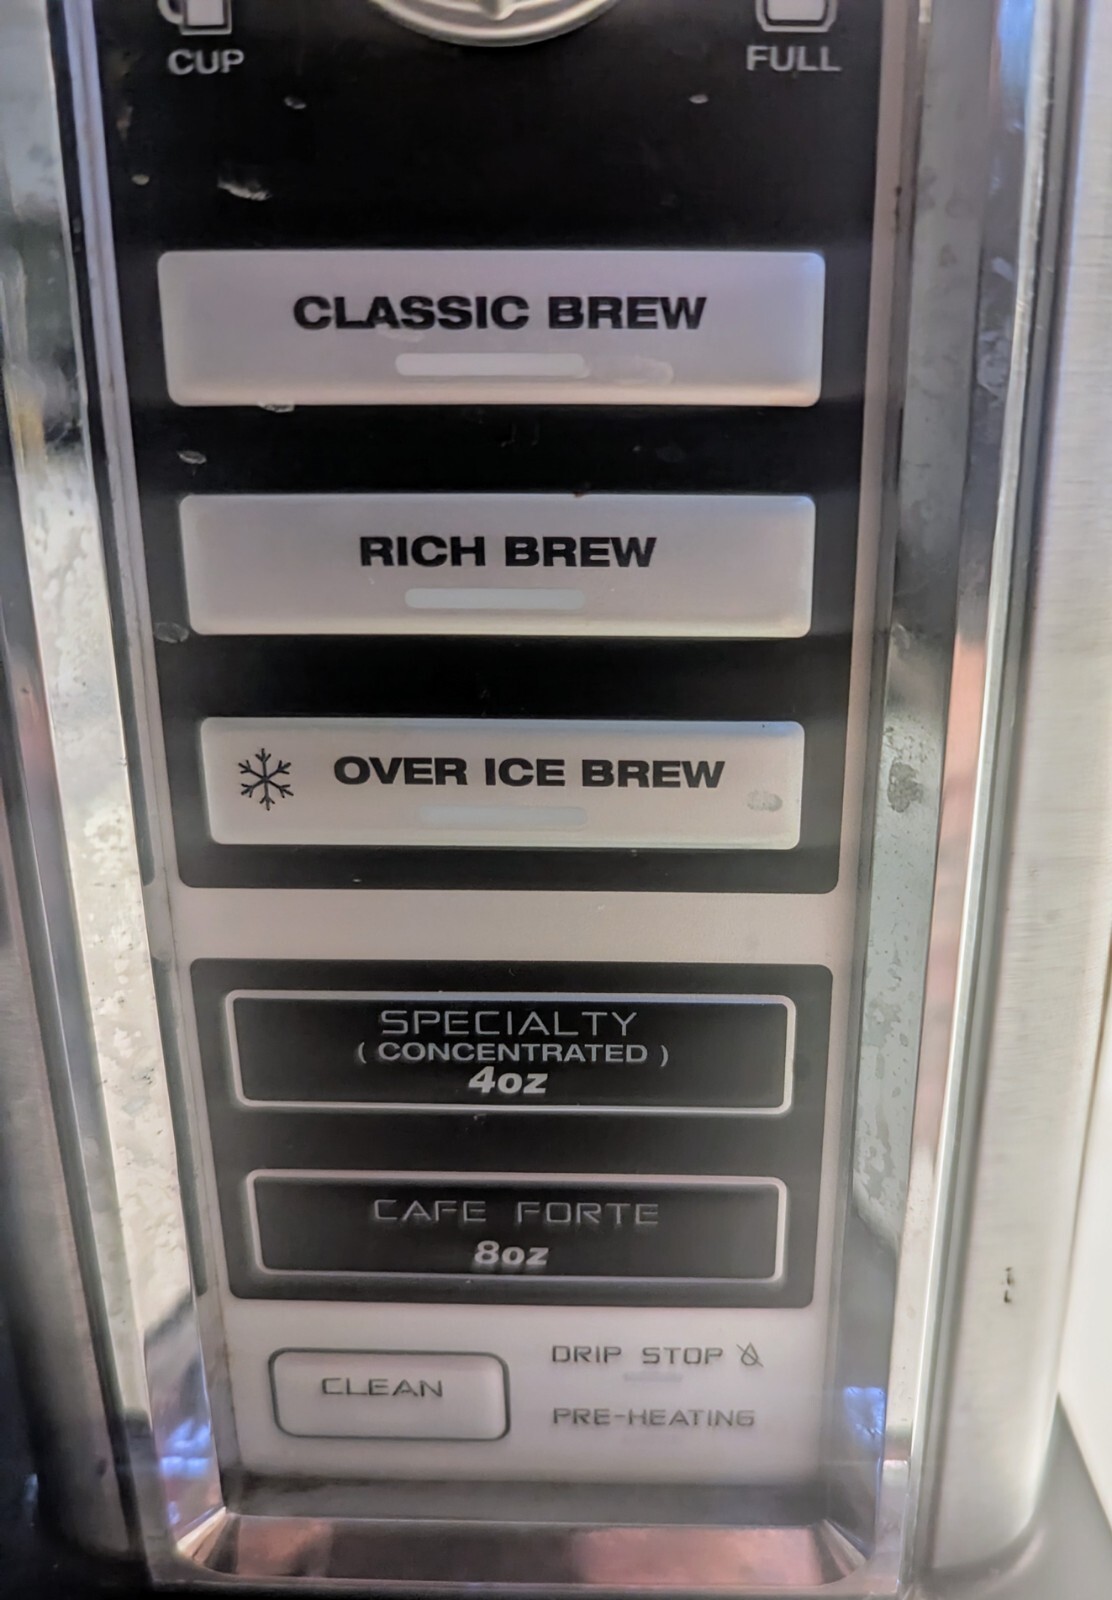 CUP
FULL
CLASSIC BREW
RICH BREW
OVER ICE BREW
SPECIALTY
( CONCENTRATED )
4oz
CAFE FORTE
8oz
CLEAN
DRIP STOP
PRE-HEATING